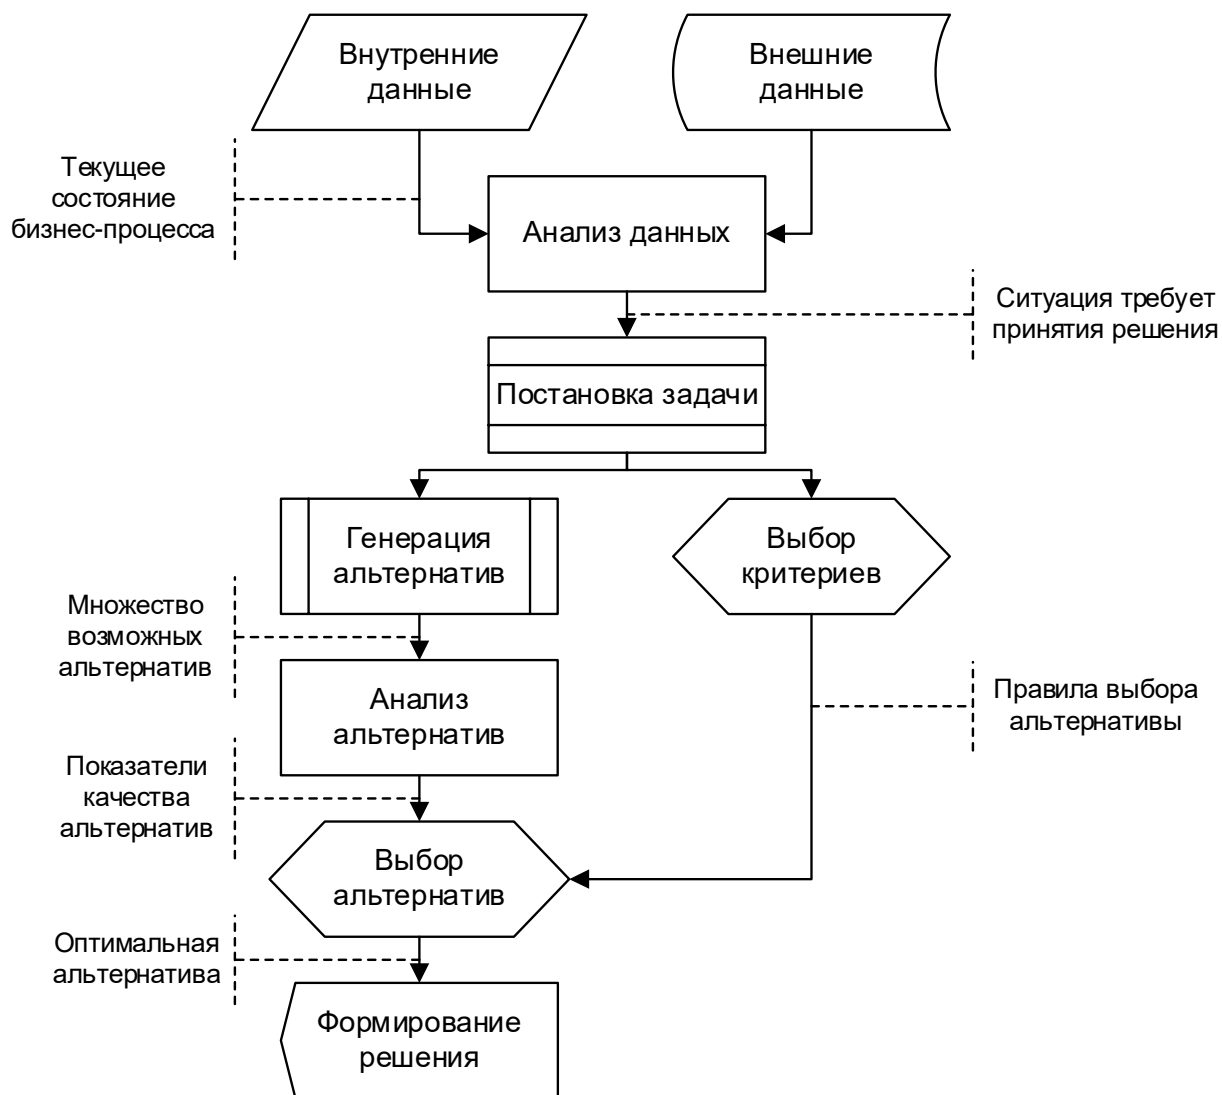 Внутренние
данные
Внешние
данные
Текущее
состояние
бизнес-процесса
Анализ данных
Ситуация требует
принятия решения
Постановка задачи
Генерация
альтернатив
Выбор
критериев
Множество
возможных
альтернатив
Анализ
альтернатив
Правила выбора
альтернативы
Показатели
качества
альтернатив
Выбор
альтернатив
Оптимальная
альтернатива
Формирование
решения